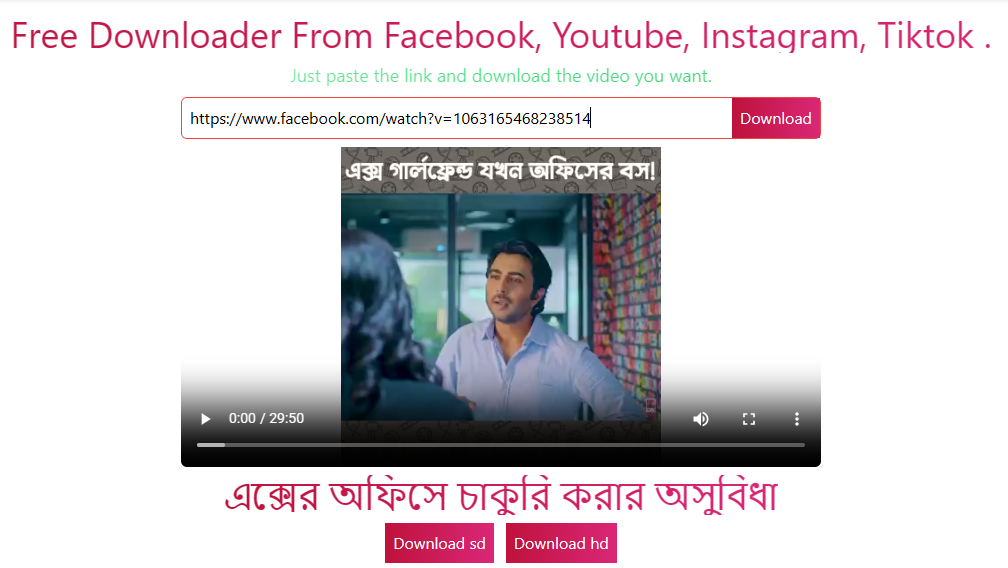 Free Downloader From Facebook, Youtube, Instagram, Tiktok .
Just paste the link and download the video you want.
https://www.facebook.com/watch?v=1063165468238514 Download
এক্স গার্লফ্রেন্ড যখন অফিসের বস!
0:00 / 29:50
এক্সের অফিসে চাকুরি করার অসুবিধা
Download sd Download hd